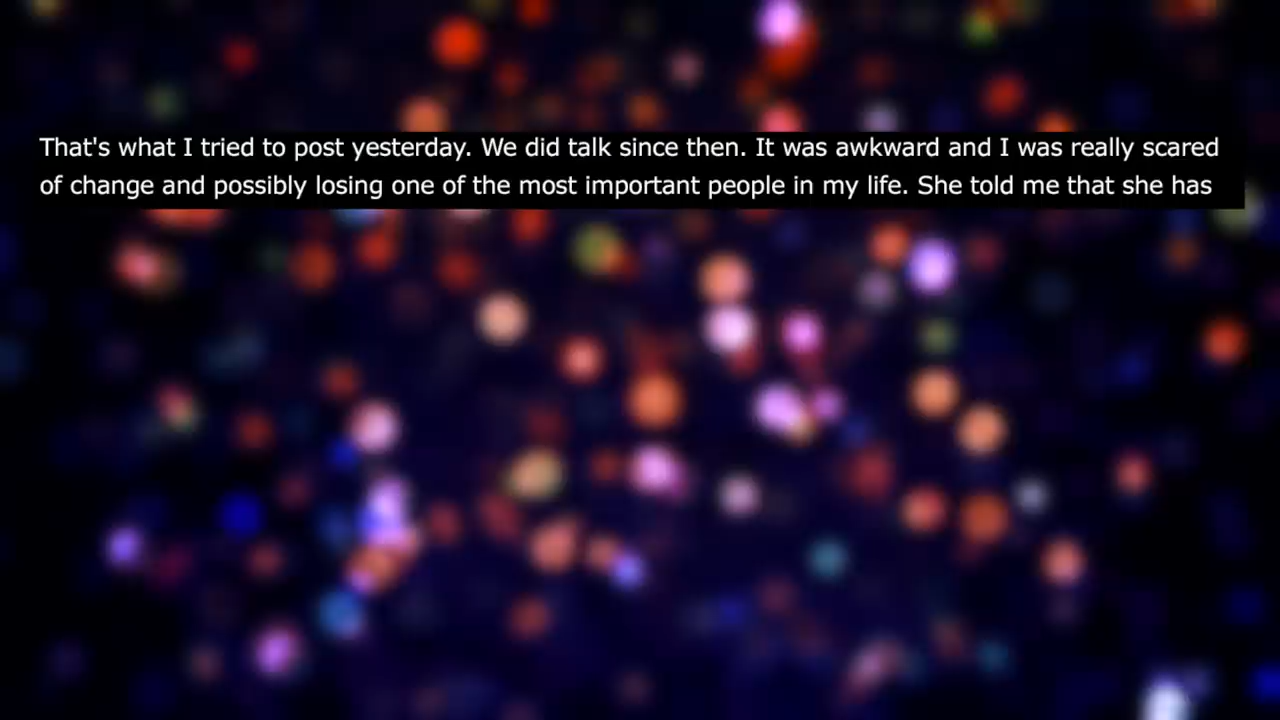 That's what I tried to post yesterday. We did talk since then. It was awkward and I was really scared
of change and possibly losing one of the most important people in my life. She told me that she has